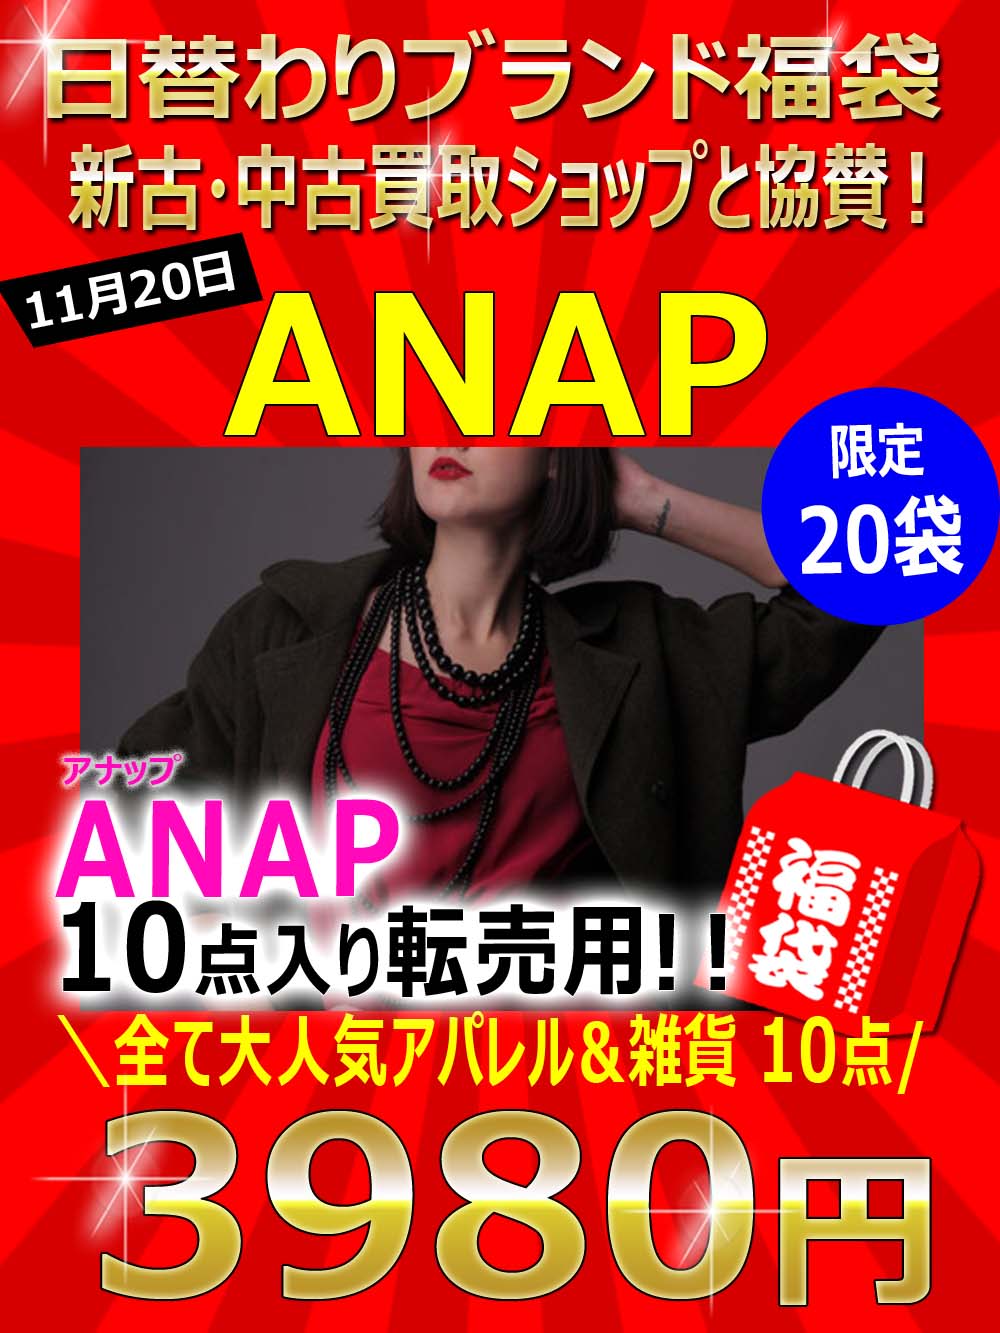 日替わりブランド福袋
新古・中古買取ショップと協賛！
11月20日
ANAP
限定
20袋
アナップ
ANAP
10点入り転売用！！
福袋
\全て大人気アパレル＆雑貨 10点/
3980円